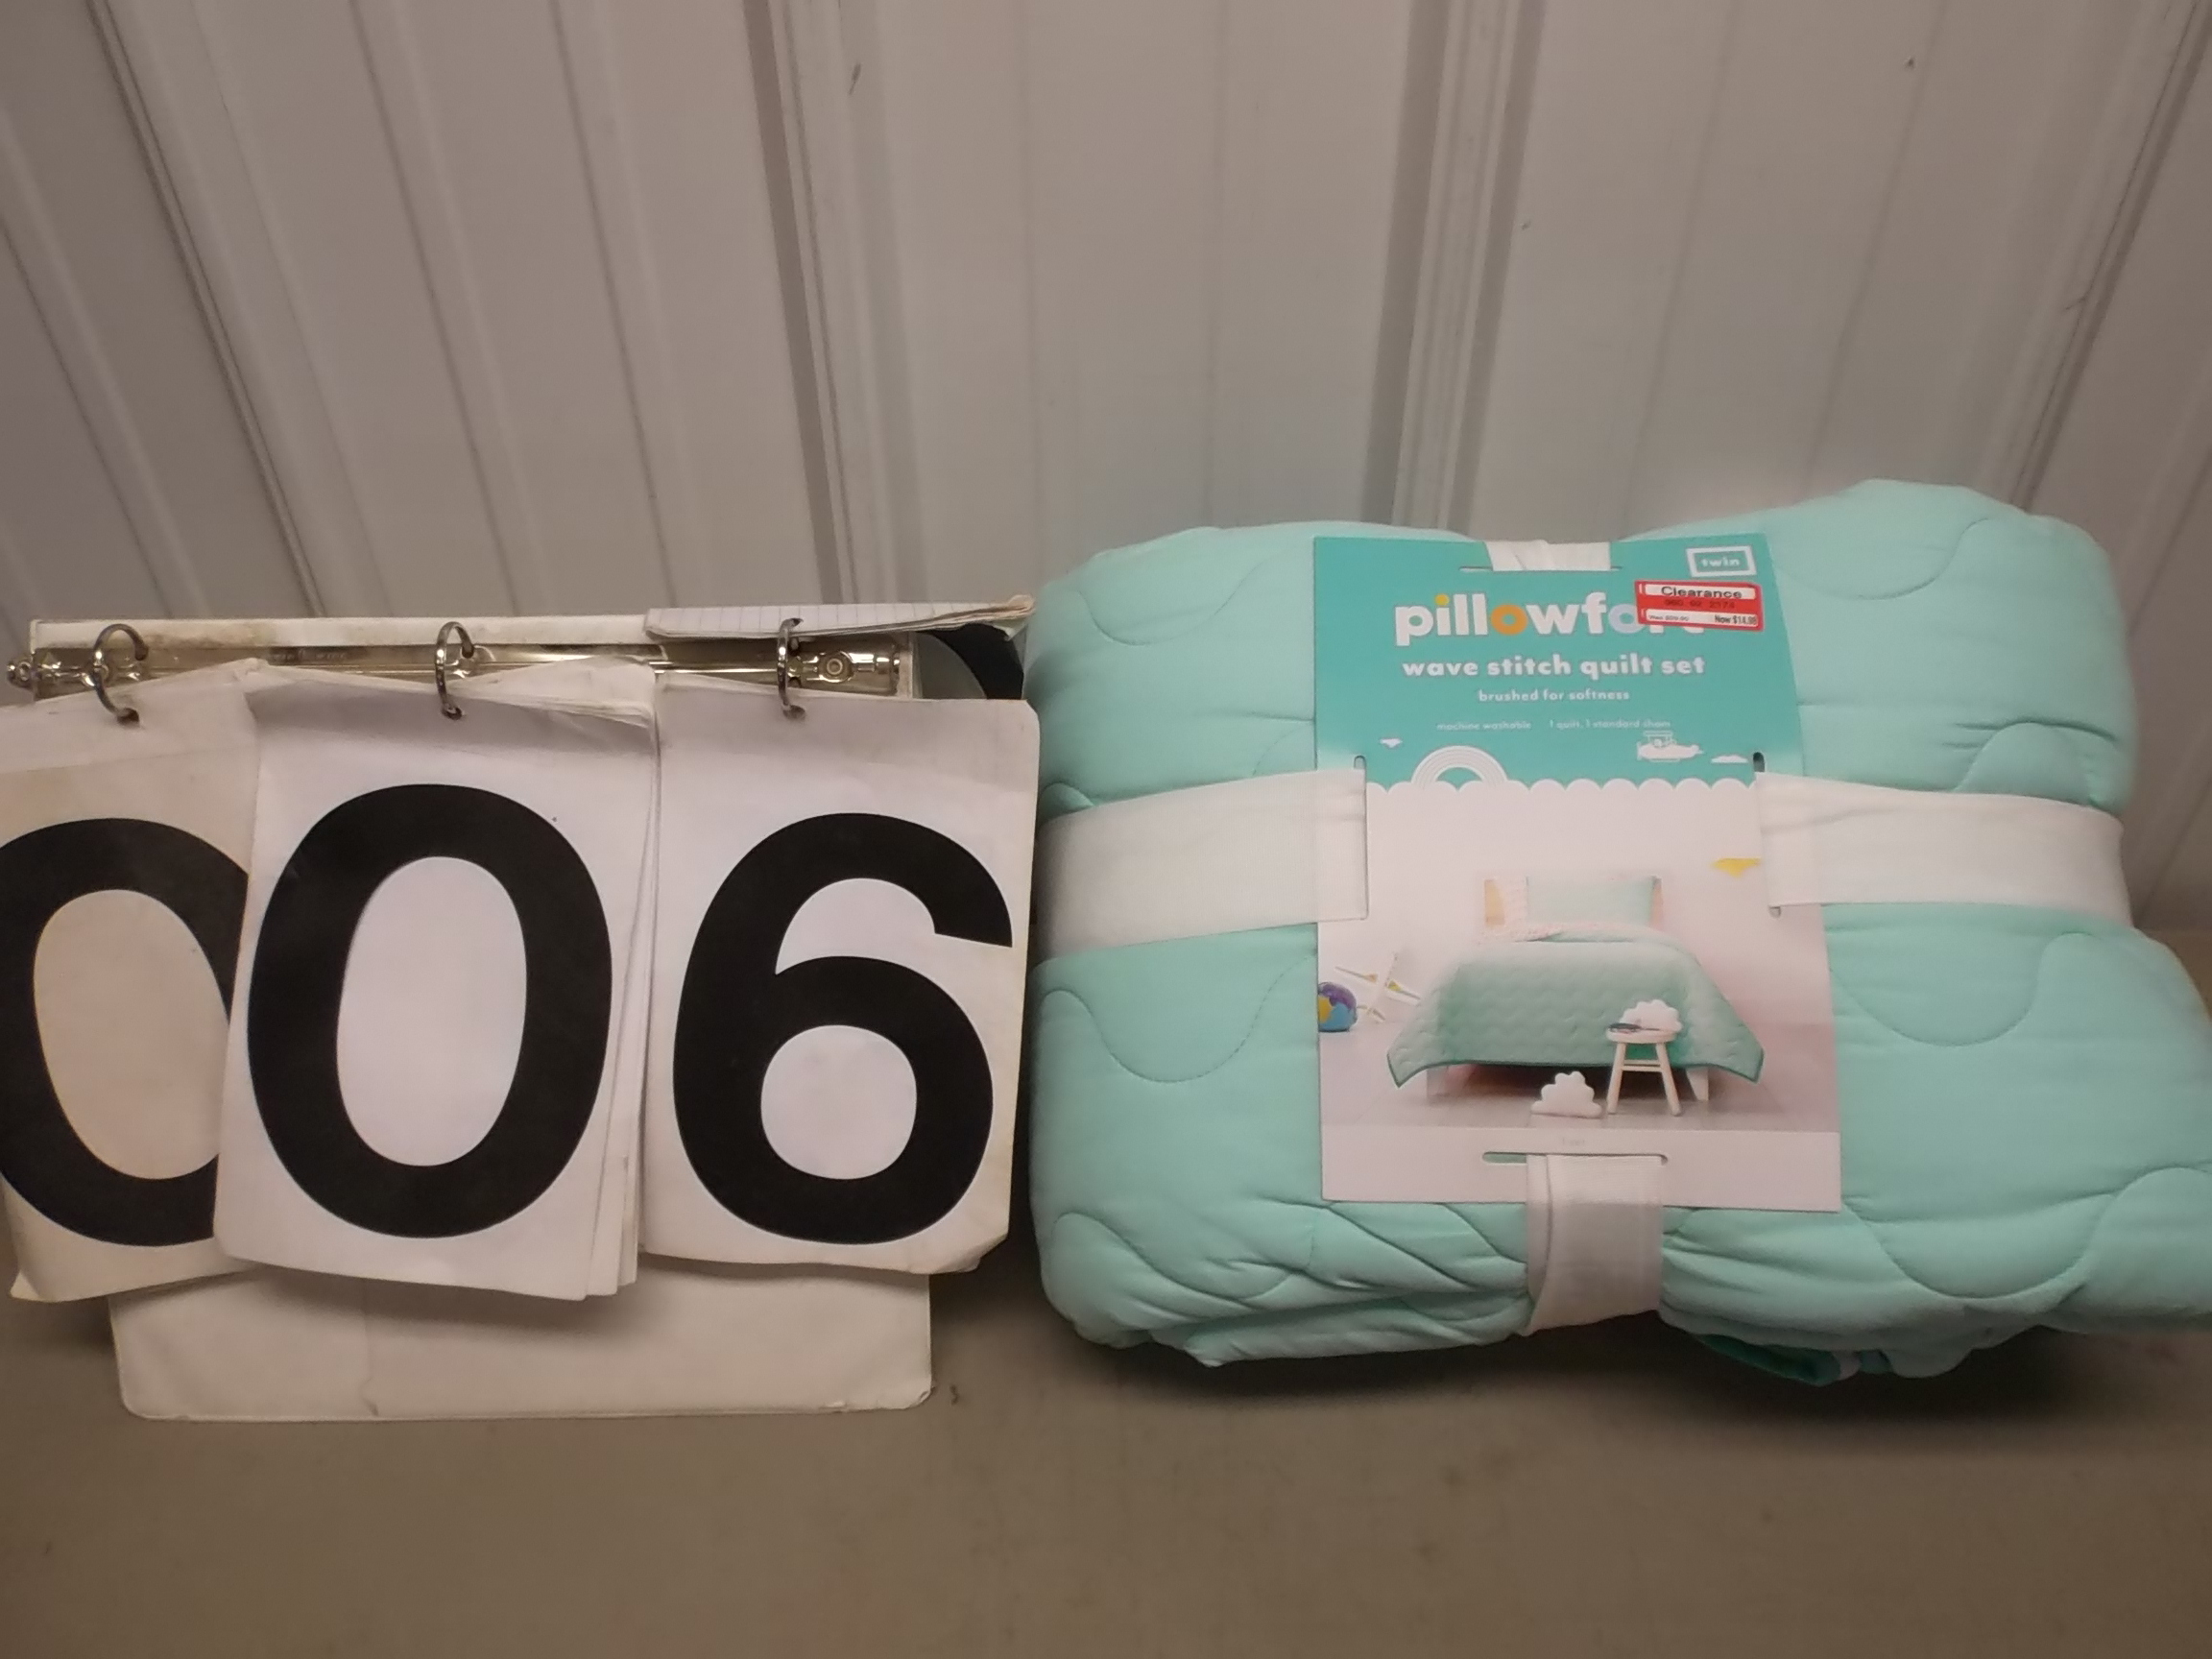 006
twin
Clearance
pillowfort
wave stitch quilt set
brushed for softness
machine washable 1 quilt, 1 standard sham
Now $14.98